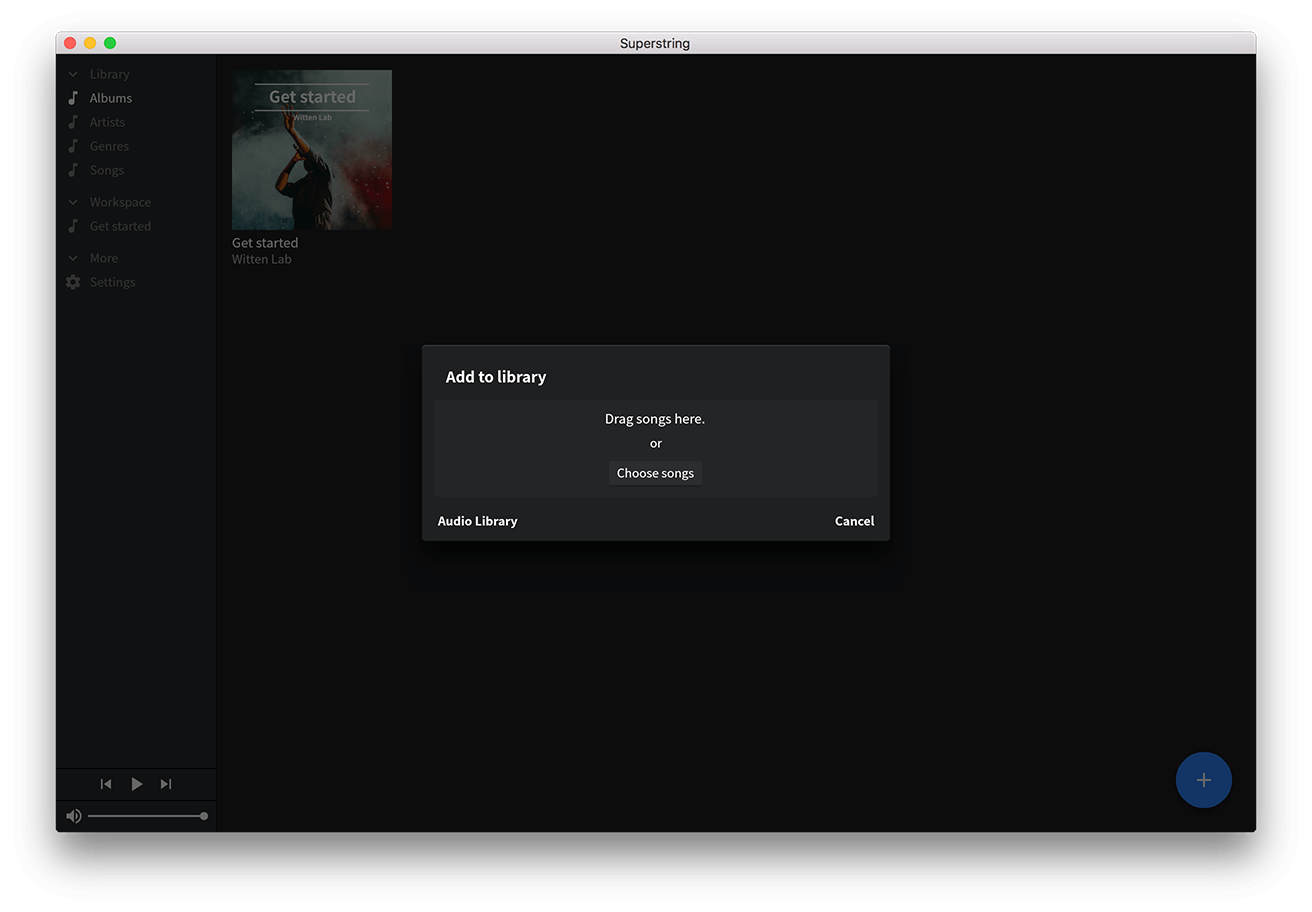 Superstring
Library
Albums
Artists
Genres
Songs
Workspace
Get started
More
Settings
Get started
Witten Lab
Get started
Witten Lab
Add to library
Drag songs here.
or
Choose songs
Audio Library
Cancel